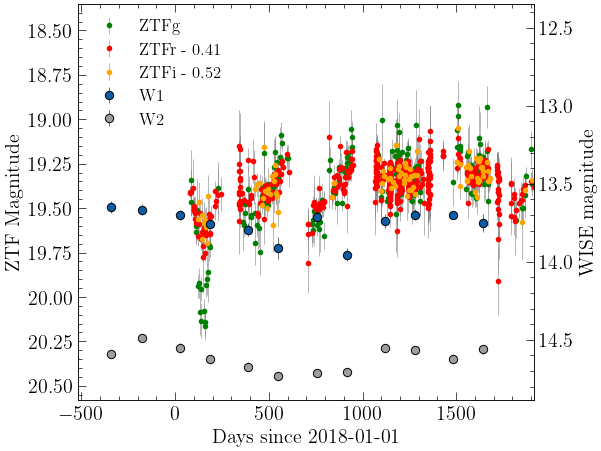 ZTFg
ZTFr - 0.41
ZTFi - 0.52
W1
W2
18.50
18.75
19.00
19.25
19.50
19.75
20.00
20.25
20.50
ZTF Magnitude
12.5
13.0
13.5
14.0
14.5
WISE magnitude
−500 0 500 1000 1500
Days since 2018-01-01